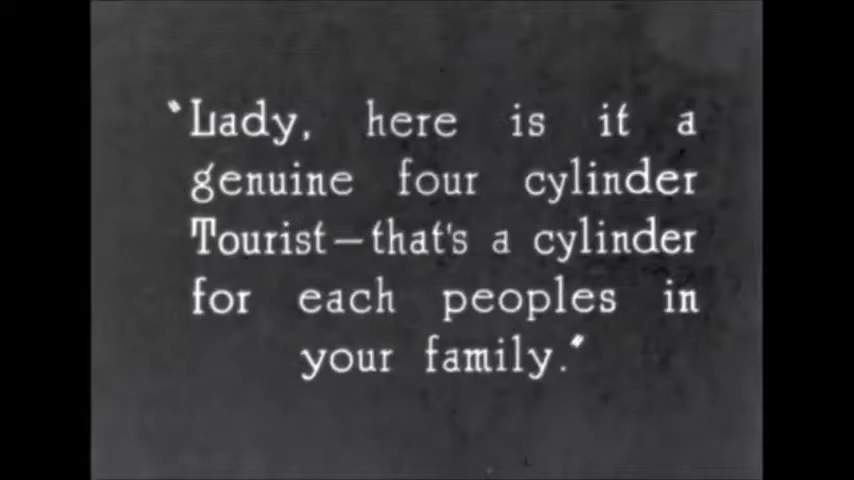 "Lady, here is it a
genuine four cylinder
Tourist—that's a cylinder
for each peoples in
your family."